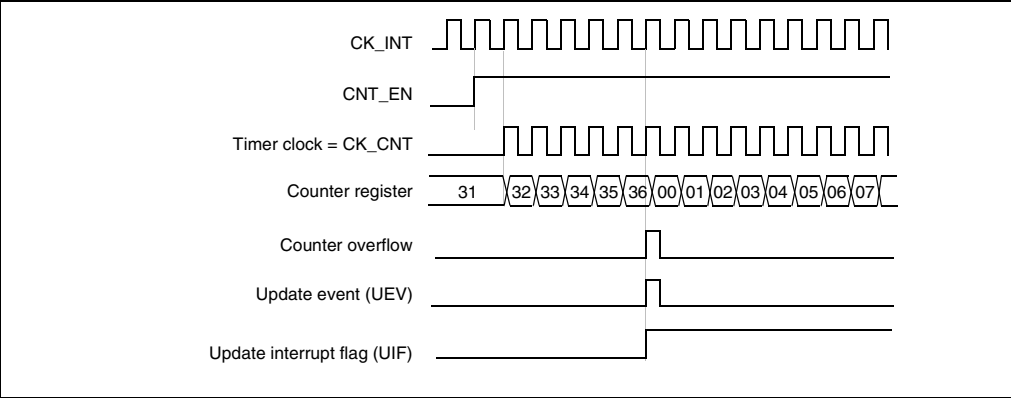 CK_INT
CNT_EN
Timer clock = CK_CNT
Counter register 31 32 33 34 35 36 00 01 02 03 04 05 06 07
Counter overflow
Update event (UEV)
Update interrupt flag (UIF)